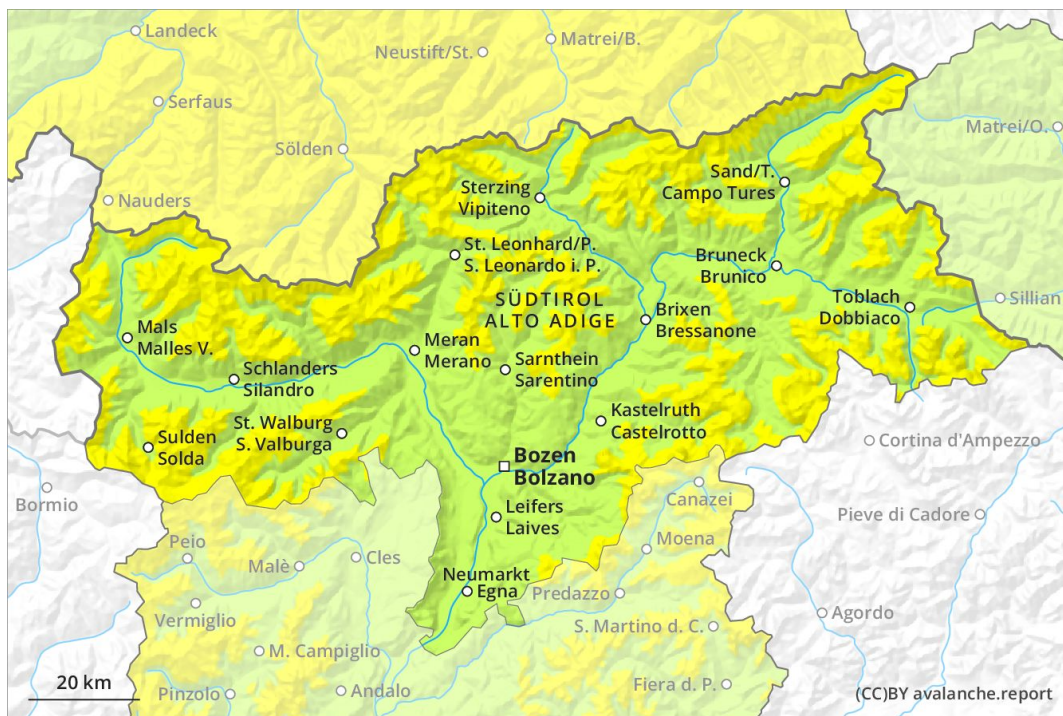 Landeck
Matrei/B.
Neustift/St.
Serfaus
Matrei/O.
Sölden
Sand/T.
Campo Tures
Sterzing
Vipiteno
Nauders
St. Leonhard/P.
S. Leonardo i. P.
Bruneck
Brunico
SÜDTIROL
ALTO ADIGE
Toblach
Dobbiaco
Sillian
Brixen
Bressanone
Mals
Malles V.
Meran
Merano
Schlanders
Silandro
Sarnthein
Sarentino
Kastelruth
Castelrotto
St. Walburg
S. Valburga
Sulden
Solda
Cortina d'Ampezzo
Bozen
Bolzano
Bormio
Canazei
Leifers
Laives
Pieve di Cadore
Moena
Peio
Cles
Malè
Neumarkt
Egna
Predazzo
Vermiglio
Agordo
S. Martino d. C.
M. Campiglio
20 km
Pinzolo
Andalo
Fiera d. P.
(CC)BY avalanche.report